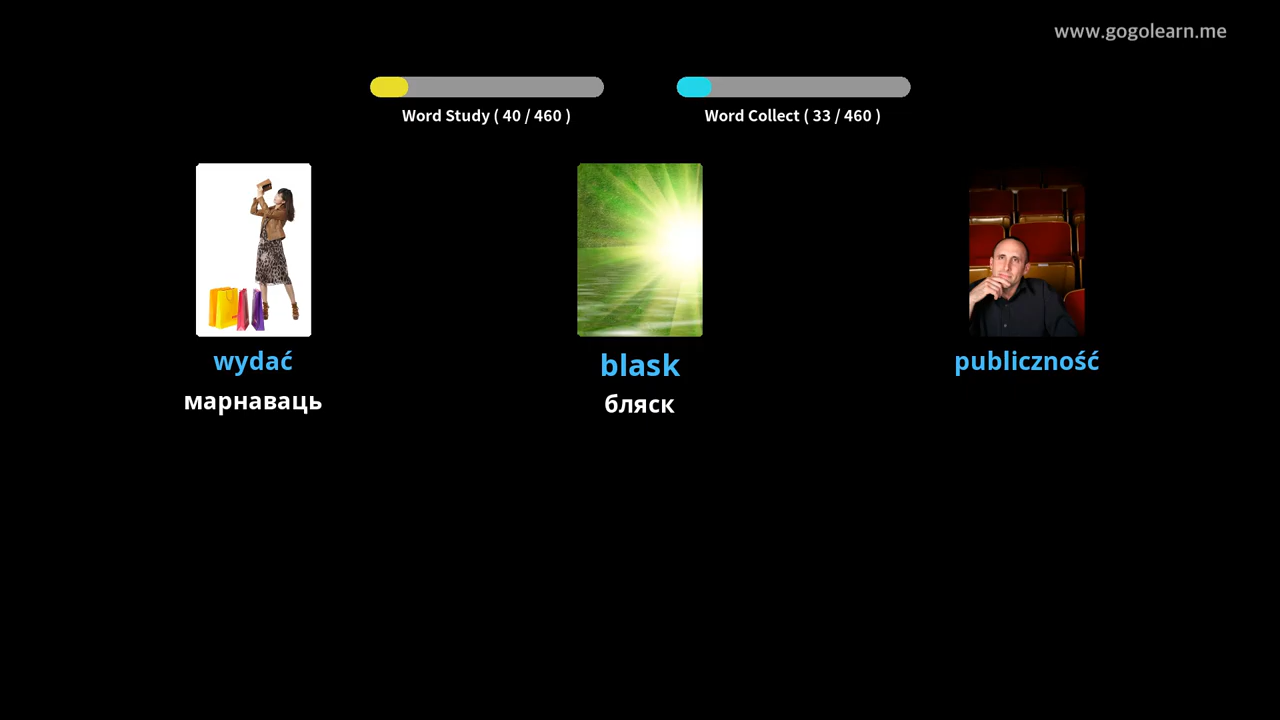 www.gogolearn.me
Word Study ( 40 / 460 )
Word Collect ( 33 / 460 )
wydać
blask
publiczność
марнаваць
бляск